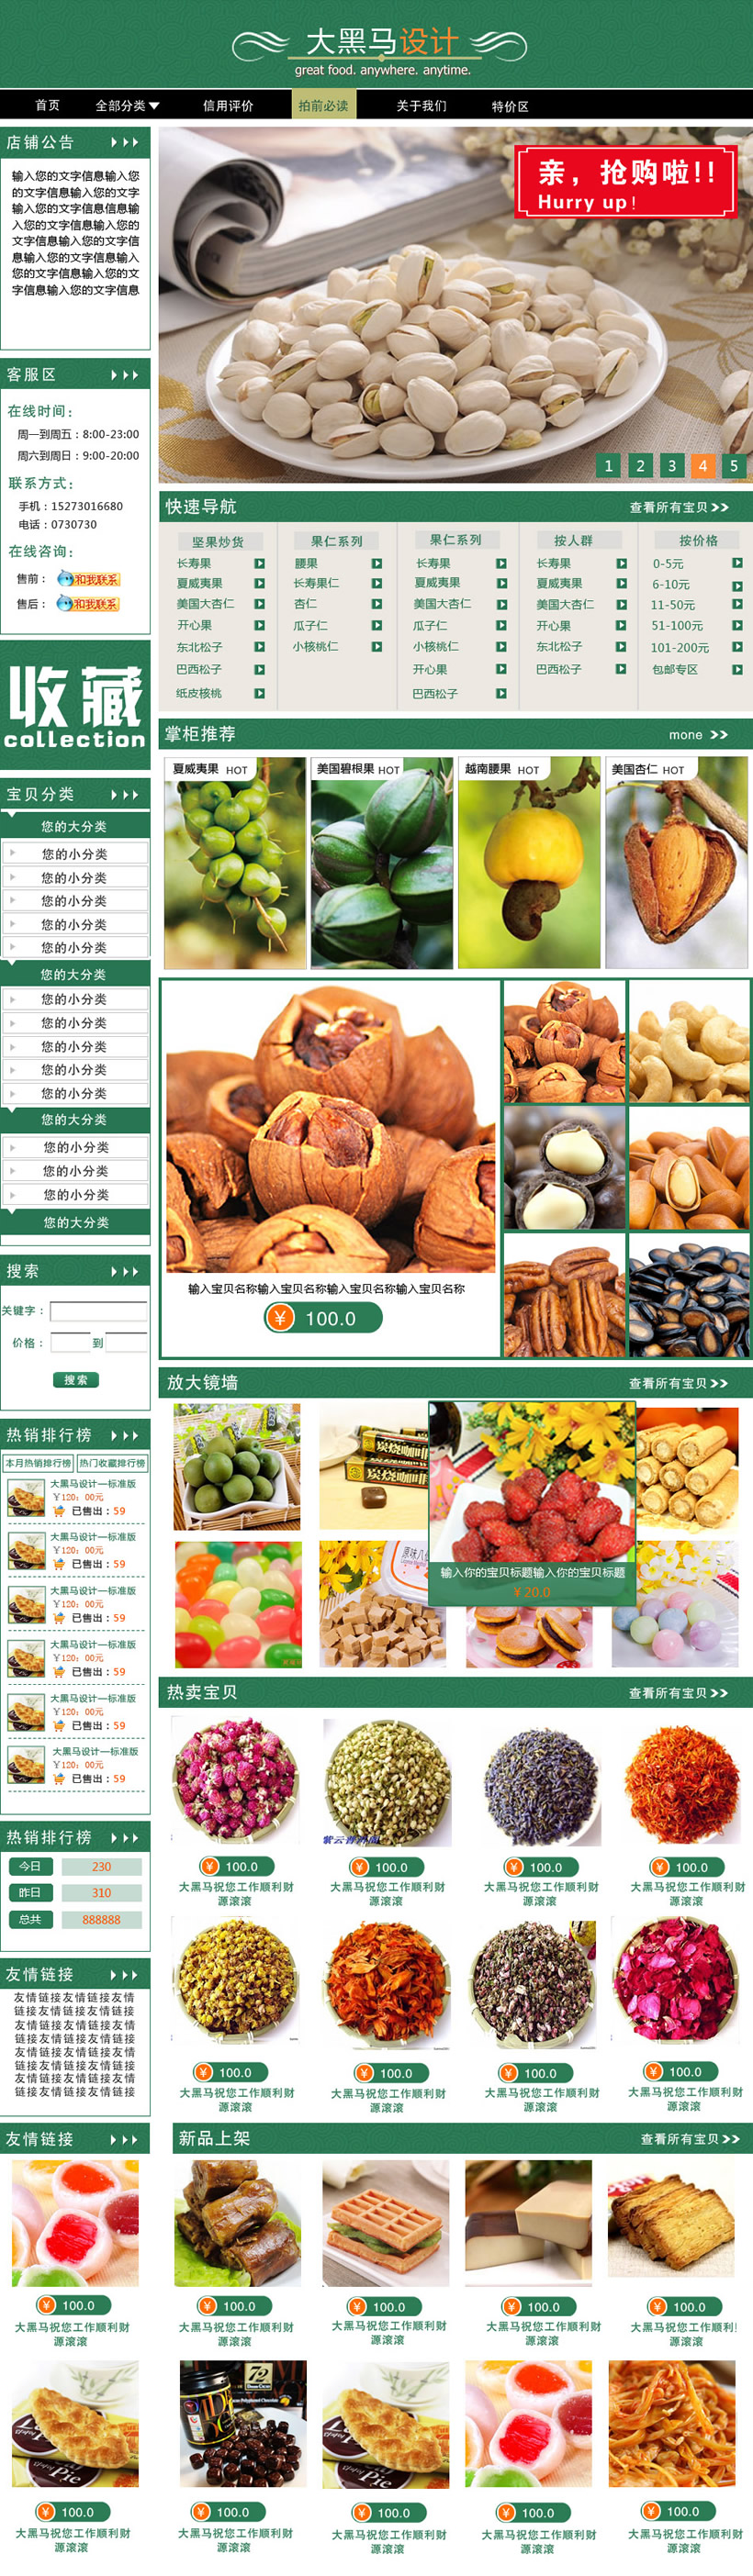 大黑马设计
great food. anywhere. anytime.
首页 全部分类 信用评价 拍前必读 关于我们 特价区
店铺公告
输入您的文字信息输入您
的文字信息输入您的文字
输入您的文字信息信息输
入您的文字信息输入您的
文字信息输入您的文字信
息输入您的文字信息输入
您的文字信息输入您的文
字信息输入您的文字信息
亲，抢购啦!!
Hurry up!
1 2 3 4 5
客服区
在线时间：
周一到周五：8:00-23:00
周六到周日：9:00-20:00
联系方式：
手机：15273016680
电话：0730730
在线咨询：
售前： 和我联系
售后： 和我联系
收藏
collection
快速导航 查看所有宝贝
坚果炒货
长寿果
夏威夷果
美国大杏仁
开心果
东北松子
巴西松子
纸皮核桃
果仁系列
腰果
长寿果仁
杏仁
瓜子仁
小核桃仁
果仁系列
长寿果
夏威夷果
美国大杏仁
瓜子仁
小核桃仁
开心果
巴西松子
按人群
长寿果
夏威夷果
美国大杏仁
开心果
东北松子
巴西松子
按价格
0-5元
6-10元
11-50元
51-100元
101-200元
包邮专区
掌柜推荐 mone
夏威夷果 HOT
美国碧根果 HOT
越南腰果 HOT
美国杏仁 HOT
宝贝分类
您的大分类
您的小分类
您的小分类
您的小分类
您的小分类
您的小分类
您的大分类
您的小分类
您的小分类
您的小分类
您的小分类
您的小分类
您的大分类
您的小分类
您的小分类
您的小分类
您的大分类
输入宝贝名称输入宝贝名称输入宝贝名称输入宝贝名称
¥ 100.0
搜索
关键字：
价格： 到
搜索
热销排行榜
本月热销排行榜 热门收藏排行榜
大黑马设计—标准版
¥120：00元
已售出：59
大黑马设计—标准版
¥120：00元
已售出：59
大黑马设计—标准版
¥120：00元
已售出：59
大黑马设计—标准版
¥120：00元
已售出：59
大黑马设计—标准版
¥120：00元
已售出：59
大黑马设计—标准版
¥120：00元
已售出：59
放大镜墙 查看所有宝贝
炭烧咖啡
原味八仙
输入你的宝贝标题输入你的宝贝标题
¥20.0
热卖宝贝 查看所有宝贝
¥ 100.0
大黑马祝您工作顺利财
源滚滚
¥ 100.0
大黑马祝您工作顺利财
源滚滚
¥ 100.0
大黑马祝您工作顺利财
源滚滚
¥ 100.0
大黑马祝您工作顺利财
源滚滚
¥ 100.0
大黑马祝您工作顺利财
源滚滚
¥ 100.0
大黑马祝您工作顺利财
源滚滚
¥ 100.0
大黑马祝您工作顺利财
源滚滚
¥ 100.0
大黑马祝您工作顺利财
源滚滚
热销排行榜
今日 230
昨日 310
总共 888888
友情链接
友情链接友情链接友情
链接友情链接友情链接
友情链接友情链接友情
链接友情链接友情链接
友情链接友情链接友情
链接友情链接友情链接
友情链接友情链接友情
链接友情链接友情链接
友情链接
新品上架 查看所有宝贝
¥ 100.0
大黑马祝您工作顺利财
源滚滚
¥ 100.0
大黑马祝您工作顺利财
源滚滚
¥ 100.0
大黑马祝您工作顺利财
源滚滚
¥ 100.0
大黑马祝您工作顺利财
源滚滚
¥ 100.0
大黑马祝您工作顺利!
源滚滚
Pie
72
Pie
¥ 100.0
大黑马祝您工作顺利财
源滚滚
¥ 100.0
大黑马祝您工作顺利财
源滚滚
¥ 100.0
大黑马祝您工作顺利财
源滚滚
¥ 100.0
大黑马祝您工作顺利财
源滚滚
¥ 100.0
大黑马祝您工作顺利财
源滚滚